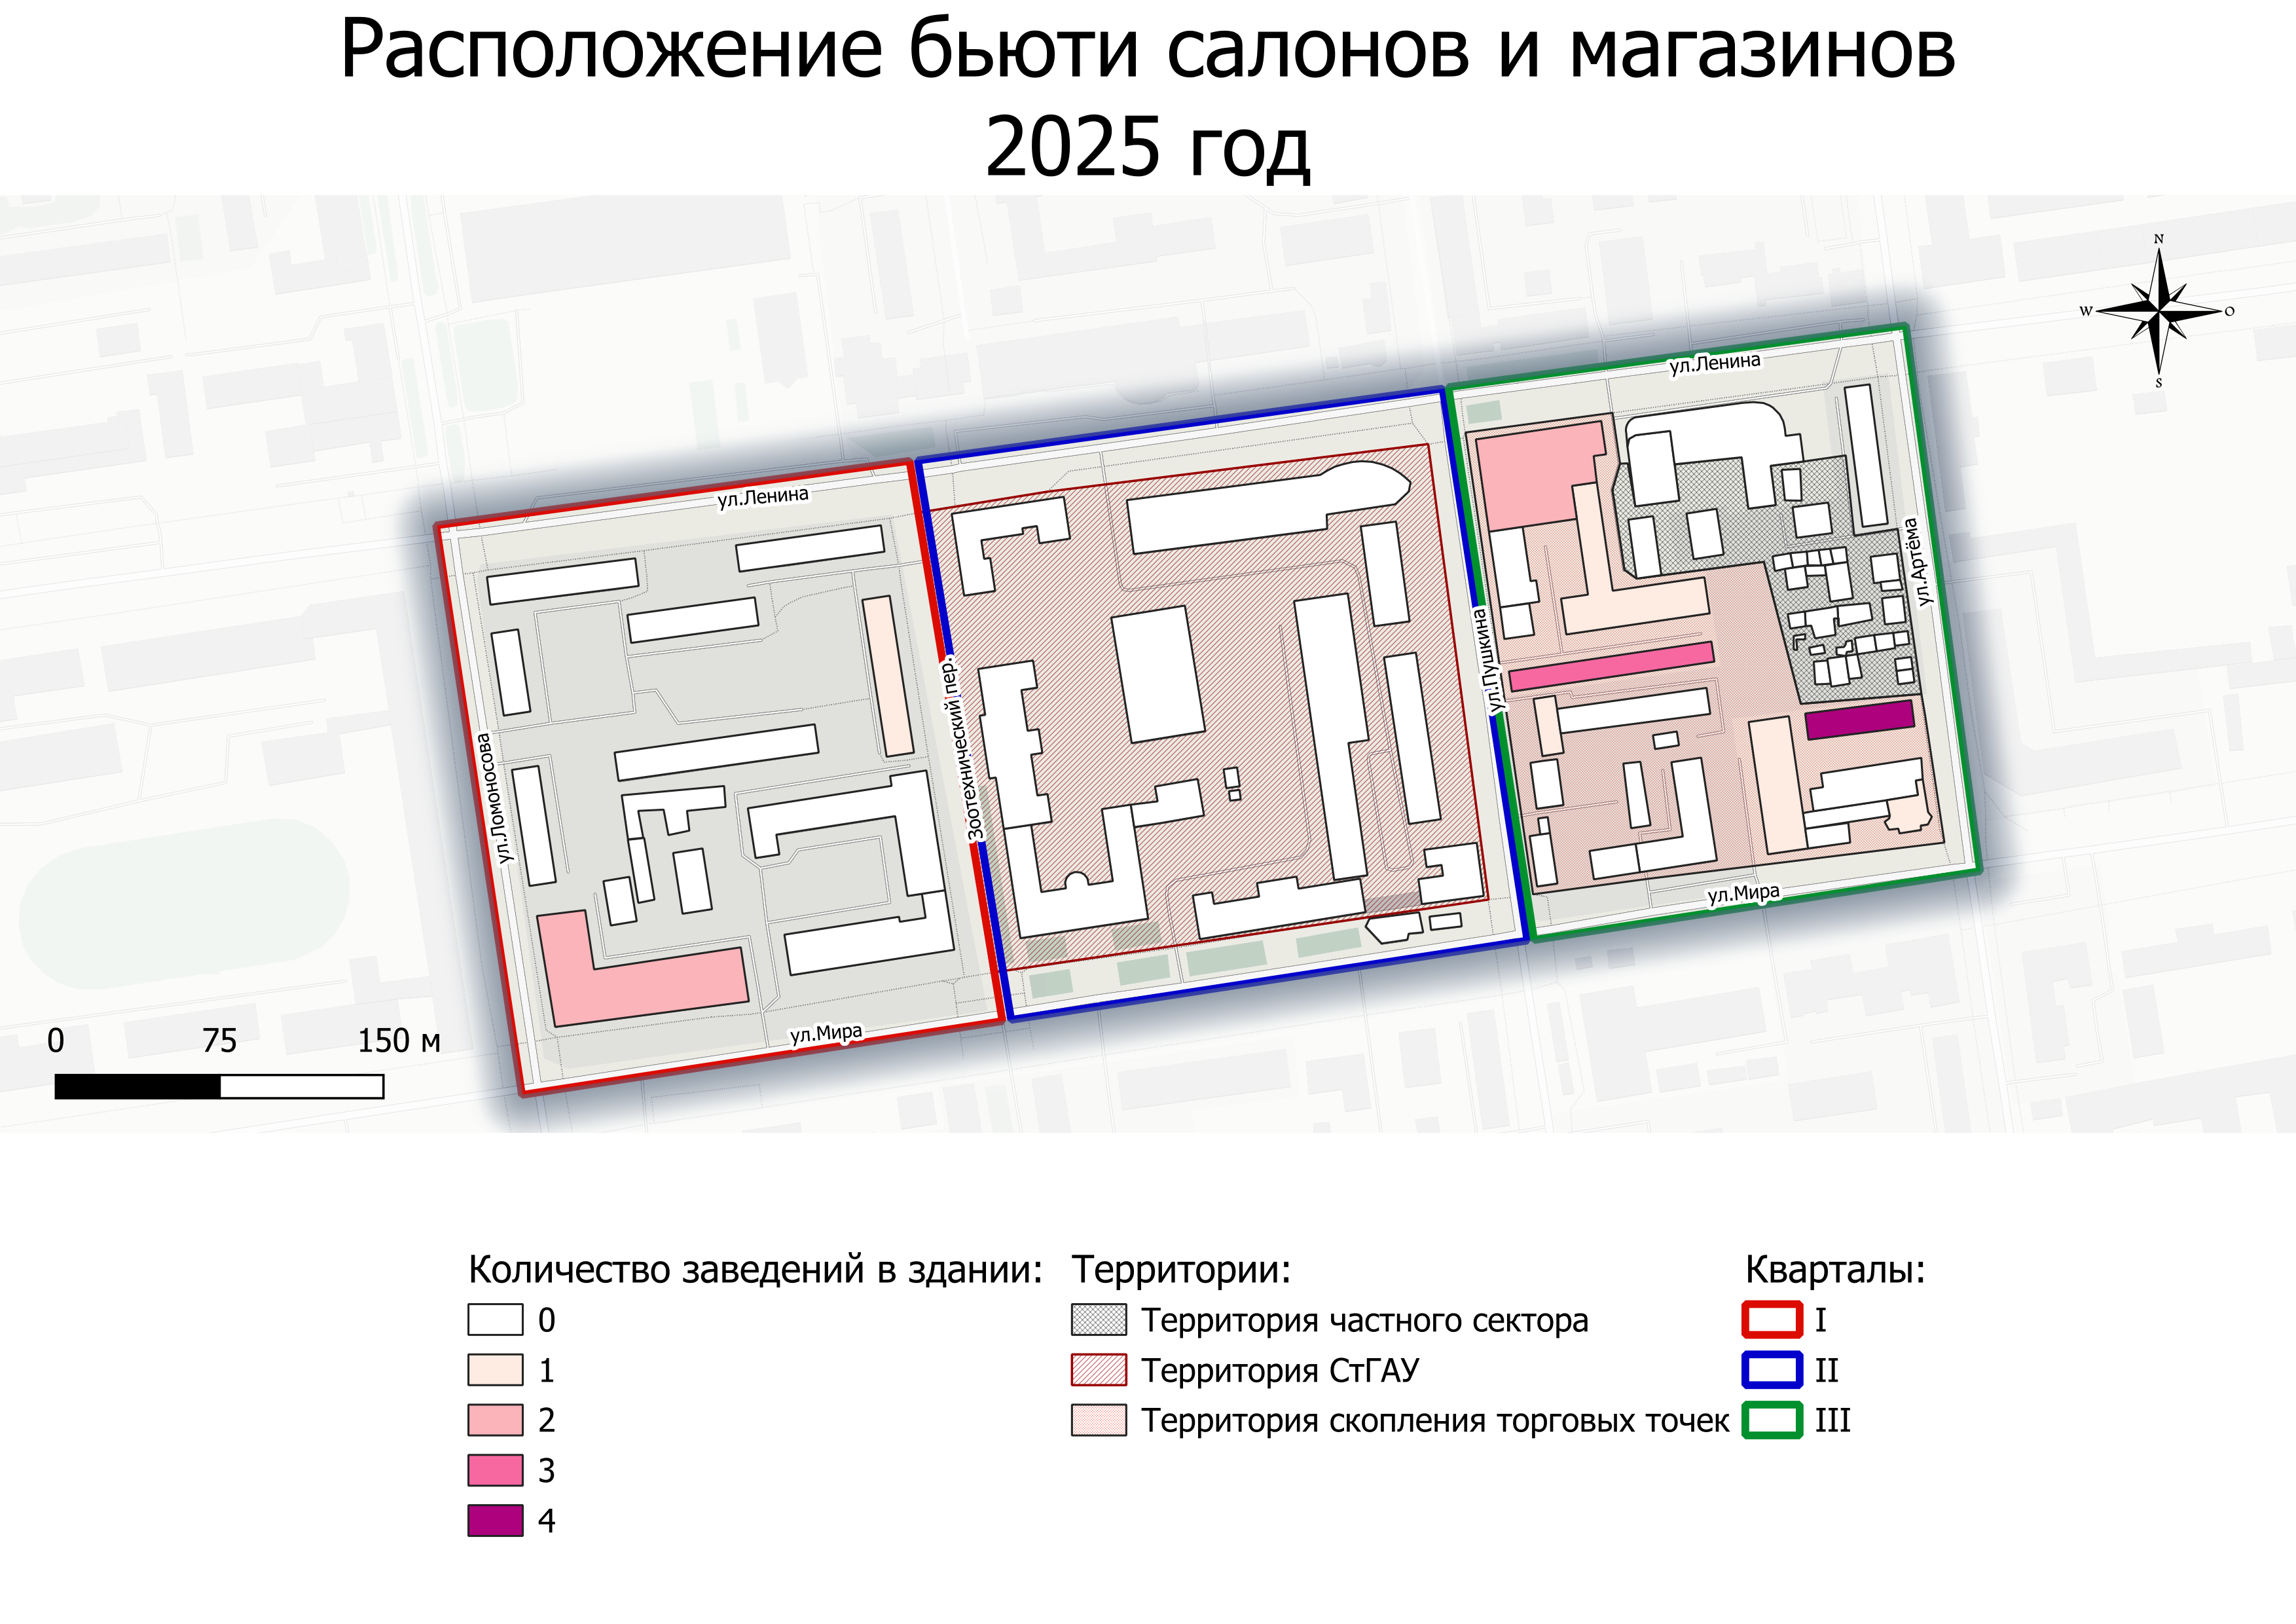 Расположение бьюти салонов и магазинов
2025 год
N
W
O
S
ул.Ленина
ул.Ленина
ул.Артёма
ул.Пушкина
Зоотехнический пер.
ул.Ломоносова
ул.Мира
ул.Мира
0 75 150 м
Количество заведений в здании:
0
1
2
3
4
Территории:
Территория частного сектора
Территория СтГАУ
Территория скопления торговых точек
Кварталы:
I
II
III